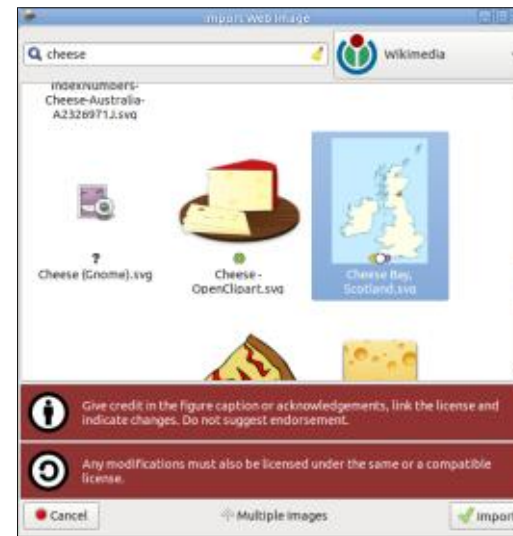 Import Web Image
cheese
Wikimedia
IndexNumbers-
Cheese-Australia-
A2326971J.svg
?
Cheese (Gnome).svg
Cheese -
OpenClipart.svg
Cheese Bay,
Scotland.svg
Give credit in the figure caption or acknowledgements, link the license and
indicate changes. Do not suggest endorsement.
Any modifications must also be licensed under the same or a compatible
license.
Cancel
Multiple Images
Import